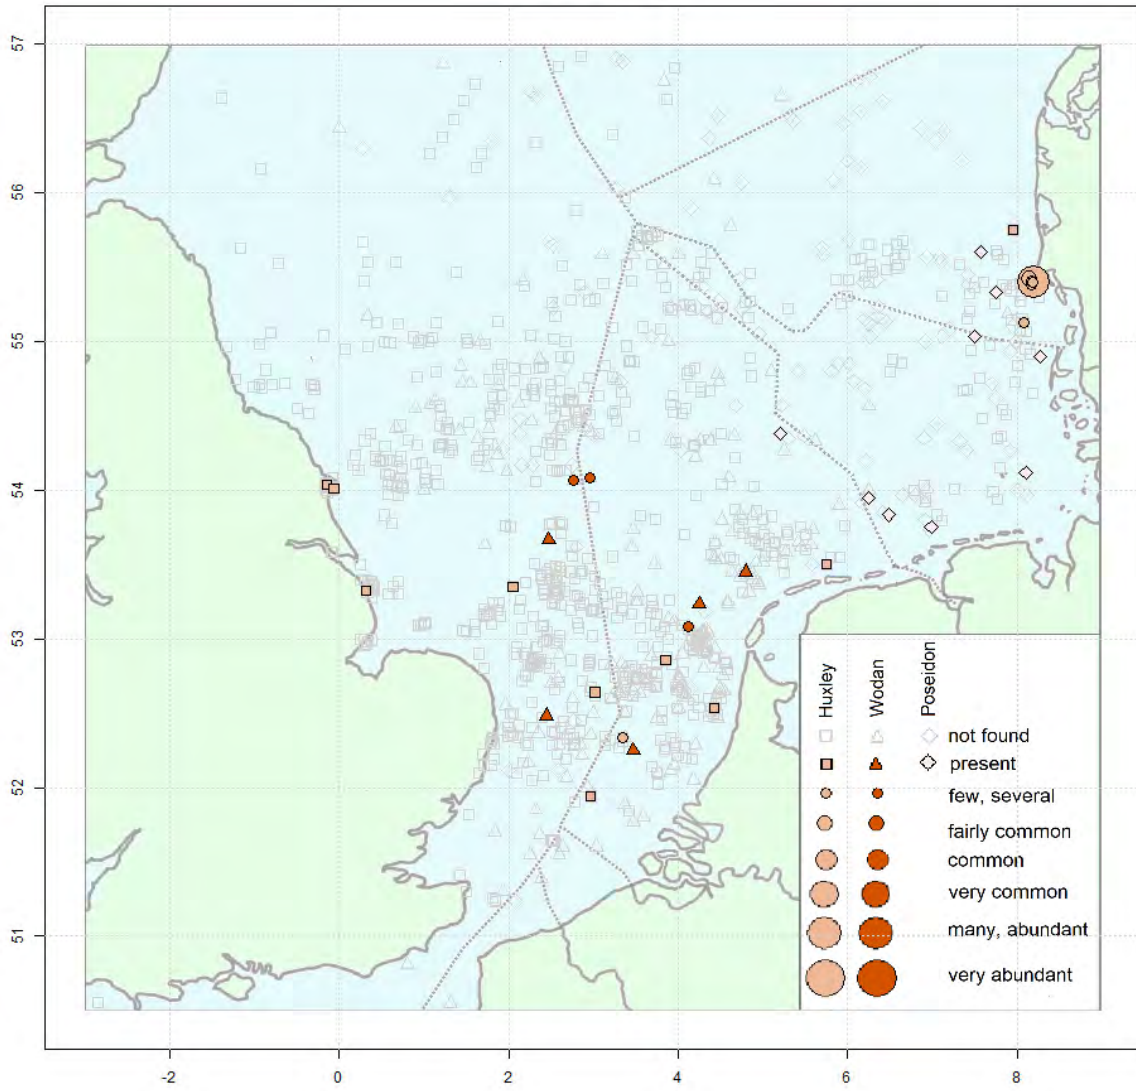 57
56
55
54
53
52
51
Huxley Wodan Poseidon
not found
present
few, several
fairly common
common
very common
many, abundant
very abundant
-2 0 2 4 6 8